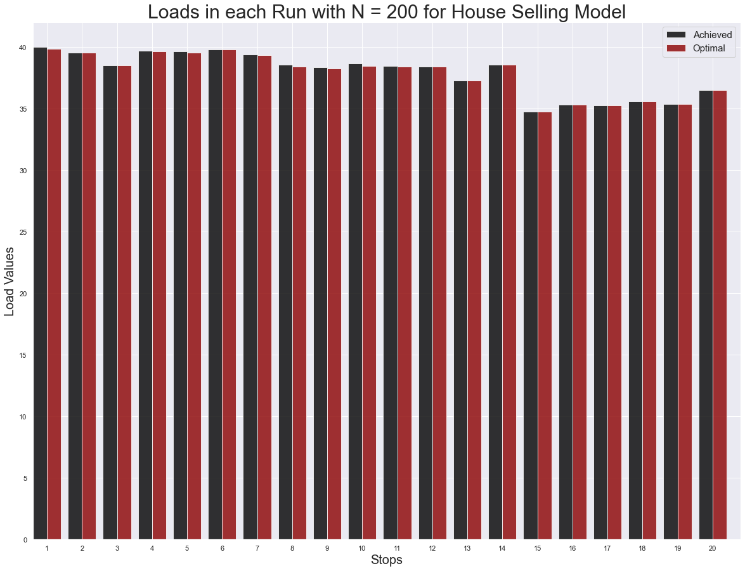 Loads in each Run with N = 200 for House Selling Model
Achieved
Optimal
Load Values
40
35
30
25
20
15
10
5
0
1 2 3 4 5 6 7 8 9 10 11 12 13 14 15 16 17 18 19 20
Stops